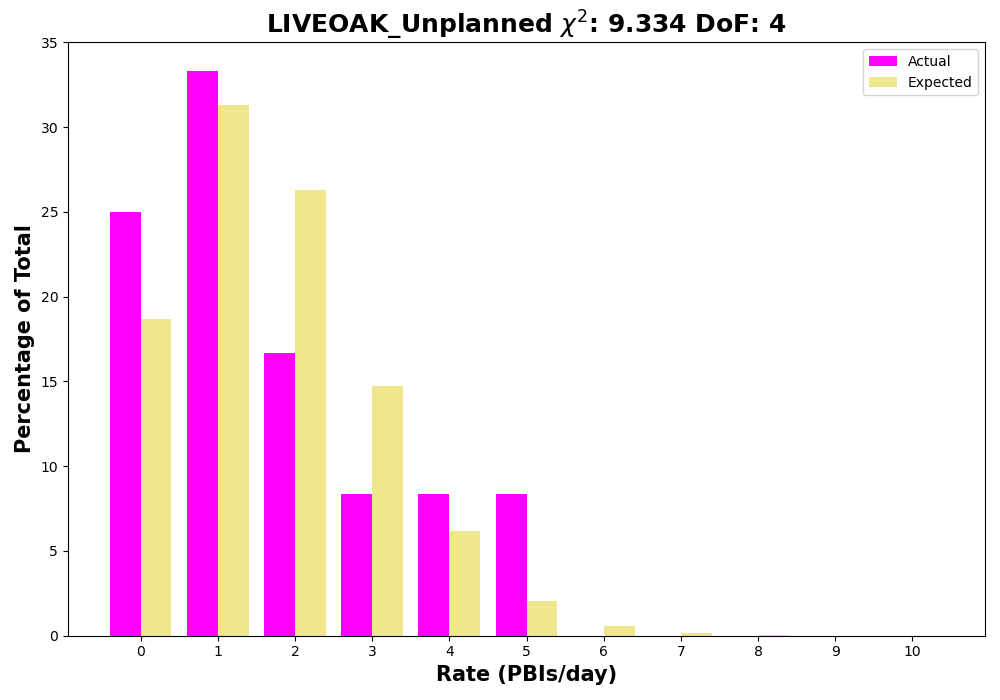 LIVEOAK_Unplanned χ²: 9.334 DoF: 4
Actual
Expected
35
30
25
20
15
10
5
0
Percentage of Total
0 1 2 3 4 5 6 7 8 9 10
Rate (PBIs/day)